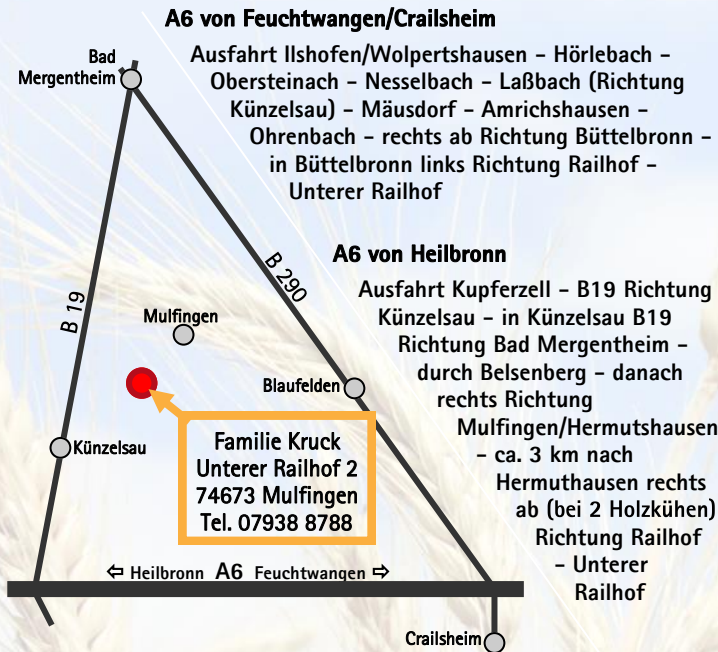 A6 von Feuchtwangen/Crailsheim
Ausfahrt Ilshofen/Wolpertshausen – Hörlebach –
Obersteinach – Nesselbach – Laßbach (Richtung
Künzelsau) – Mäusdorf – Amrichshausen –
Ohrenbach – rechts ab Richtung Büttelbronn –
in Büttelbronn links Richtung Railhof –
Unterer Railhof
Bad
Mergentheim
B 19
B 290
Mulfingen
Blaufelden
Künzelsau
A6 von Heilbronn
Ausfahrt Kupferzell – B19 Richtung
Künzelsau – in Künzelsau B19
Richtung Bad Mergentheim –
durch Belsenberg – danach
rechts Richtung
Mulfingen/Hermutshausen
– ca. 3 km nach
Hermuthausen rechts
ab (bei 2 Holzkühen)
Richtung Railhof
– Unterer
Railhof
Familie Kruck
Unterer Railhof 2
74673 Mulfingen
Tel. 07938 8788
⇦ Heilbronn A6 Feuchtwangen ⇨
Crailsheim